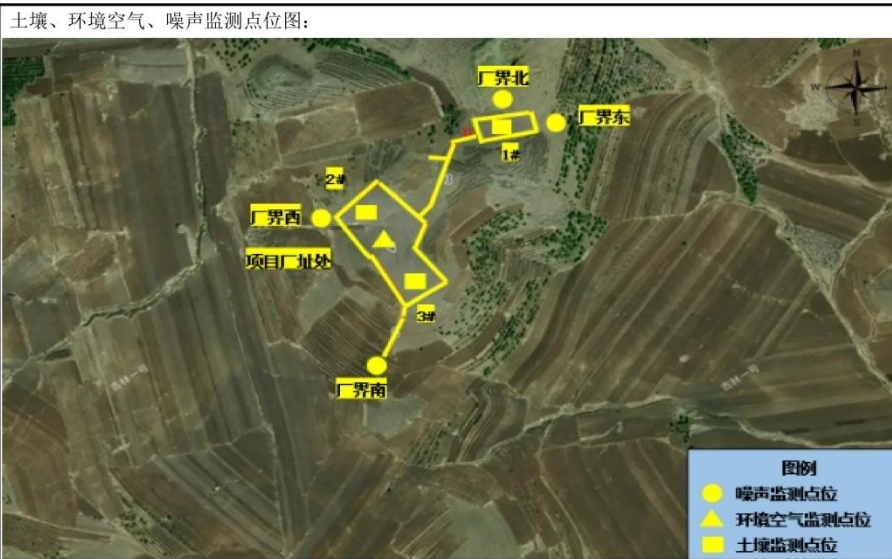 土壤、环境空气、噪声监测点位图：
N
W
E
S
厂界北
厂界东
1#
2#
厂界西
项目厂址处
3#
厂界南
图例
噪声监测点位
环境空气监测点位
土壤监测点位